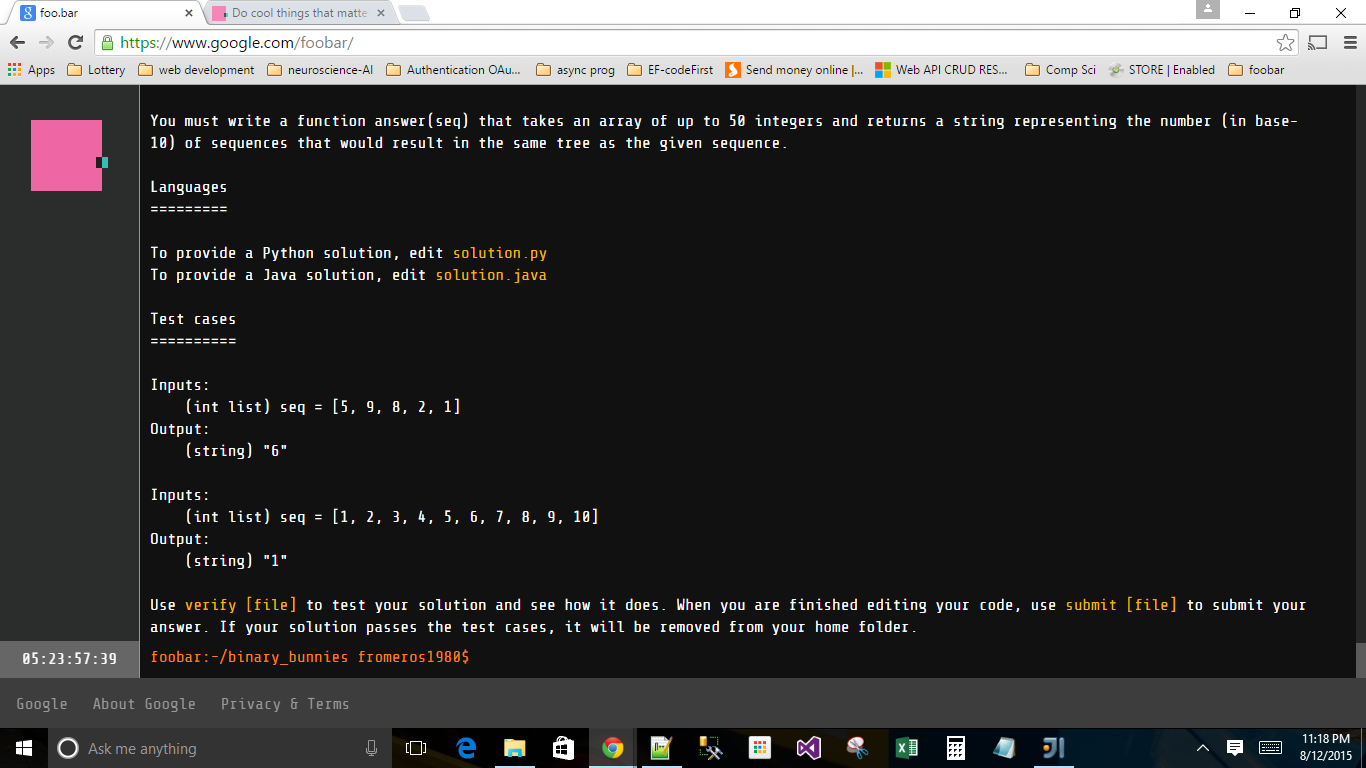 foo.bar
Do cool things that matte
https://www.google.com/foobar/
Apps Lottery web development neuroscience-AI Authentication OAu... async prog EF-codeFirst Send money online |... Web API CRUD RES... Comp Sci STORE | Enabled foobar
You must write a function answer(seq) that takes an array of up to 50 integers and returns a string representing the number (in base-
10) of sequences that would result in the same tree as the given sequence.
Languages
=========
To provide a Python solution, edit solution.py
To provide a Java solution, edit solution.java
Test cases
==========
Inputs:
(int list) seq = [5, 9, 8, 2, 1]
Output:
(string) "6"
Inputs:
(int list) seq = [1, 2, 3, 4, 5, 6, 7, 8, 9, 10]
Output:
(string) "1"
Use verify [file] to test your solution and see how it does. When you are finished editing your code, use submit [file] to submit your
answer. If your solution passes the test cases, it will be removed from your home folder.
05:23:57:39
foobar:~/binary_bunnies fromeros1980$
Google About Google Privacy & Terms
Ask me anything
11:18 PM
8/12/2015